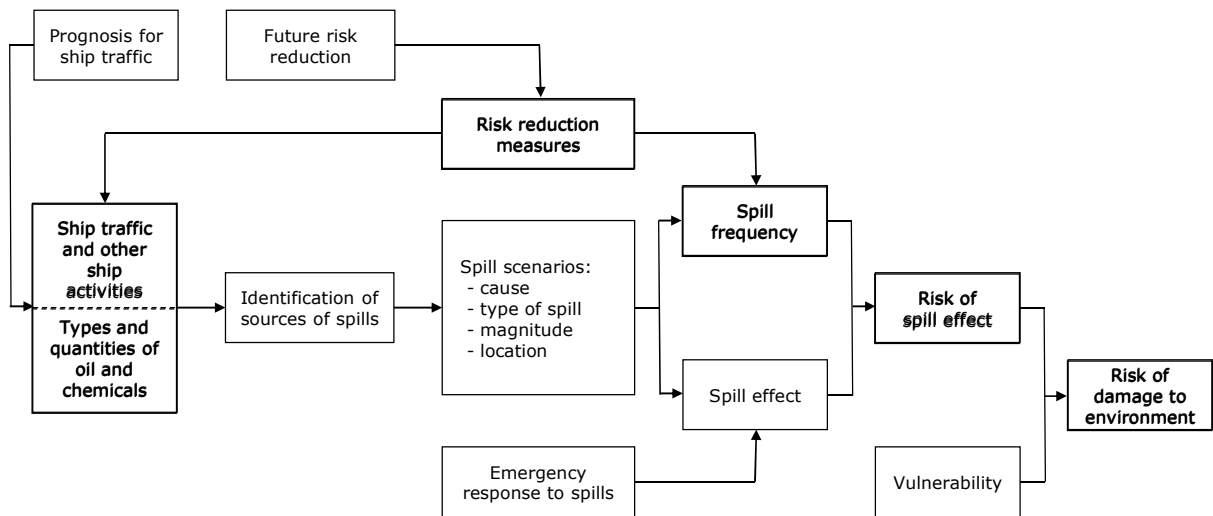 Prognosis for
ship traffic
Future risk
reduction
Risk reduction
measures
Ship traffic
and other
ship
activities
Types and
quantities of
oil and
chemicals
Identification of
sources of spills
Spill scenarios:
- cause
- type of spill
- magnitude
- location
Spill
frequency
Spill effect
Emergency
response to spills
Risk of
spill effect
Vulnerability
Risk of
damage to
environment